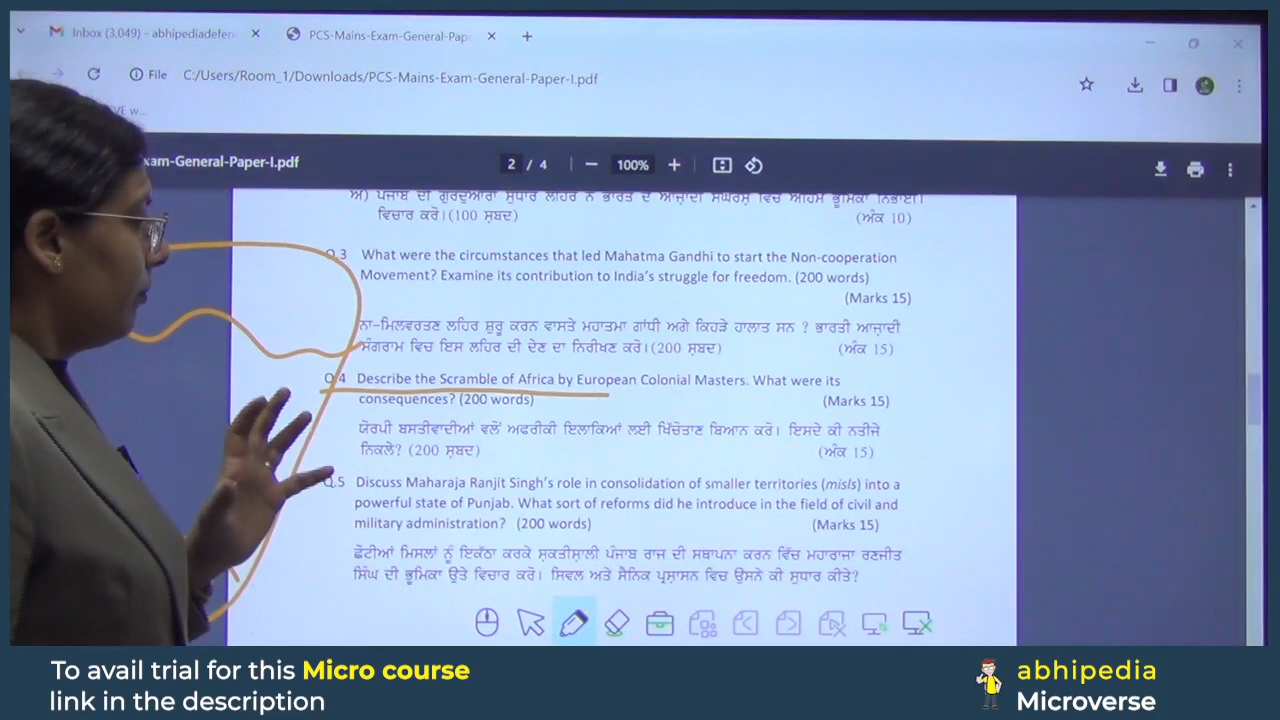 Inbox (3,049) - abhipediadefen
PCS-Mains-Exam-General-Pap
File C:/Users/Room_1/Downloads/PCS-Mains-Exam-General-Paper-I.pdf
xam-General-Paper-I.pdf
2 / 4
100%
ਅ) ਪੰਜਾਬ ਦੀ ਗੁਰਦੁਆਰਾ ਸੁਧਾਰ ਲਹਿਰ ਨੇ ਭਾਰਤ ਦੇ ਆਜ਼ਾਦੀ ਸੰਘਰਸ਼ ਵਿਚ ਅਹਿਮ ਭੂਮਿਕਾ ਨਿਭਾਈ।
ਵਿਚਾਰ ਕਰੋ।(100 ਸ਼ਬਦ) (ਅੰਕ 10)
Q.3 What were the circumstances that led Mahatma Gandhi to start the Non-cooperation
Movement? Examine its contribution to India's struggle for freedom. (200 words)
(Marks 15)
ਨਾ-ਮਿਲਵਰਤਣ ਲਹਿਰ ਸ਼ੁਰੂ ਕਰਨ ਵਾਸਤੇ ਮਹਾਤਮਾ ਗਾਂਧੀ ਅਗੇ ਕਿਹੜੇ ਹਾਲਾਤ ਸਨ ? ਭਾਰਤੀ ਆਜ਼ਾਦੀ
ਸੰਗਰਾਮ ਵਿਚ ਇਸ ਲਹਿਰ ਦੀ ਦੇਣ ਦਾ ਨਿਰੀਖਣ ਕਰੋ।(200 ਸ਼ਬਦ) (ਅੰਕ 15)
Q.4 Describe the Scramble of Africa by European Colonial Masters. What were its
consequences? (200 words) (Marks 15)
ਯੋਰਪੀ ਬਸਤੀਵਾਦੀਆਂ ਵਲੋਂ ਅਫਰੀਕੀ ਇਲਾਕਿਆਂ ਲਈ ਖਿੱਚੋਤਾਣ ਬਿਆਨ ਕਰੋ। ਇਸਦੇ ਕੀ ਨਤੀਜੇ
ਨਿਕਲੇ? (200 ਸ਼ਬਦ) (ਅੰਕ 15)
Q.5 Discuss Maharaja Ranjit Singh's role in consolidation of smaller territories (misls) into a
powerful state of Punjab. What sort of reforms did he introduce in the field of civil and
military administration? (200 words) (Marks 15)
ਛੋਟੀਆਂ ਮਿਸਲਾਂ ਨੂੰ ਇਕੱਠਾ ਕਰਕੇ ਸ਼ਕਤੀਸ਼ਾਲੀ ਪੰਜਾਬ ਰਾਜ ਦੀ ਸਥਾਪਨਾ ਕਰਨ ਵਿੱਚ ਮਹਾਰਾਜਾ ਰਣਜੀਤ
ਸਿੰਘ ਦੀ ਭੂਮਿਕਾ ਉਤੇ ਵਿਚਾਰ ਕਰੋ। ਸਿਵਲ ਅਤੇ ਸੈਨਿਕ ਪ੍ਰਸ਼ਾਸਨ ਵਿਚ ਉਸਨੇ ਕੀ ਸੁਧਾਰ ਕੀਤੇ?
To avail trial for this Micro course
link in the description
abhipedia
Microverse